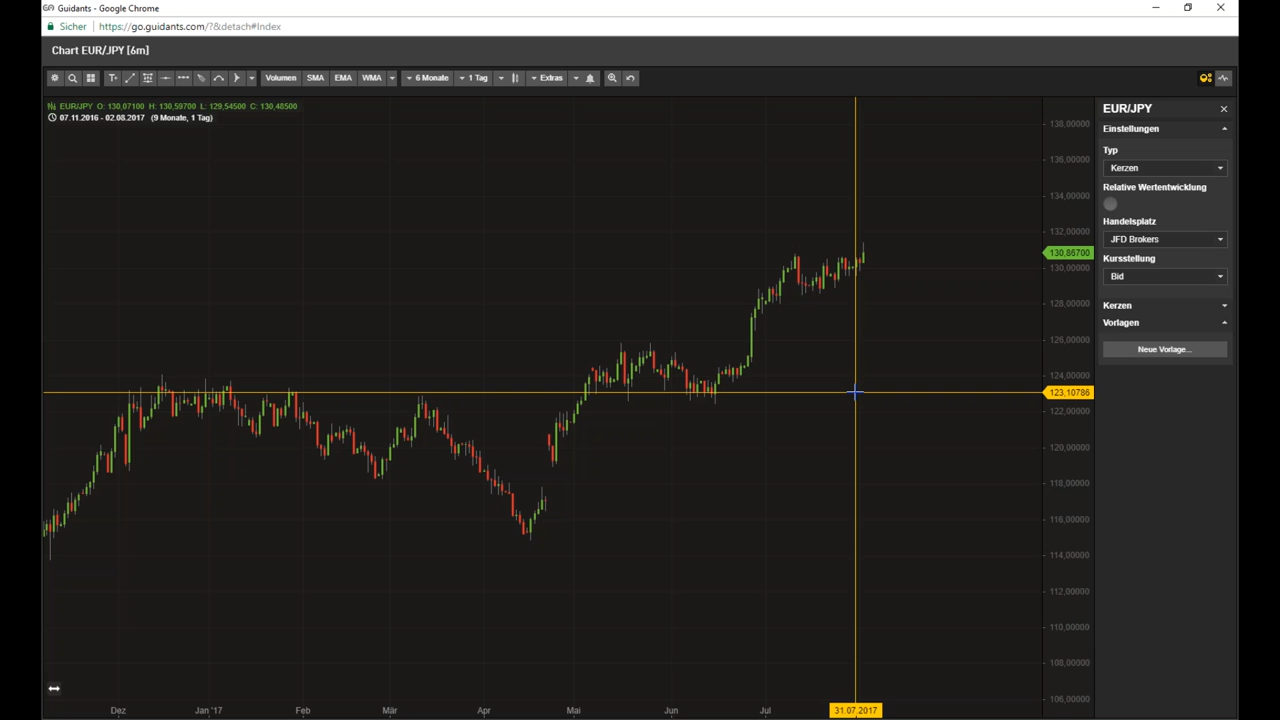 Guidants - Google Chrome
Sicher https://go.guidants.com/?&detach#Index
Chart EUR/JPY [6m]
T+ Volumen SMA EMA WMA 6 Monate 1 Tag Extras
EUR/JPY O: 130,07100 H: 130,59700 L: 129,54500 C: 130,48500
07.11.2016 - 02.08.2017 (9 Monate, 1 Tag)
138,00000
136,00000
134,00000
132,00000
130,85700
130,00000
128,00000
126,00000
124,00000
123,10786
122,00000
120,00000
118,00000
116,00000
114,00000
112,00000
110,00000
108,00000
106,00000
Dez Jan '17 Feb Mär Apr Mai Jun Jul 31.07.2017
EUR/JPY
Einstellungen
Typ
Kerzen
Relative Wertentwicklung
Handelsplatz
JFD Brokers
Kursstellung
Bid
Kerzen
Vorlagen
Neue Vorlage...